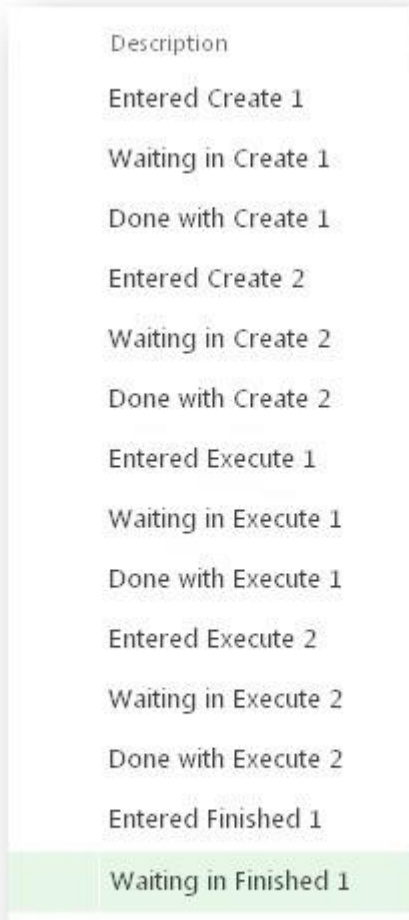 Description
Entered Create 1
Waiting in Create 1
Done with Create 1
Entered Create 2
Waiting in Create 2
Done with Create 2
Entered Execute 1
Waiting in Execute 1
Done with Execute 1
Entered Execute 2
Waiting in Execute 2
Done with Execute 2
Entered Finished 1
Waiting in Finished 1